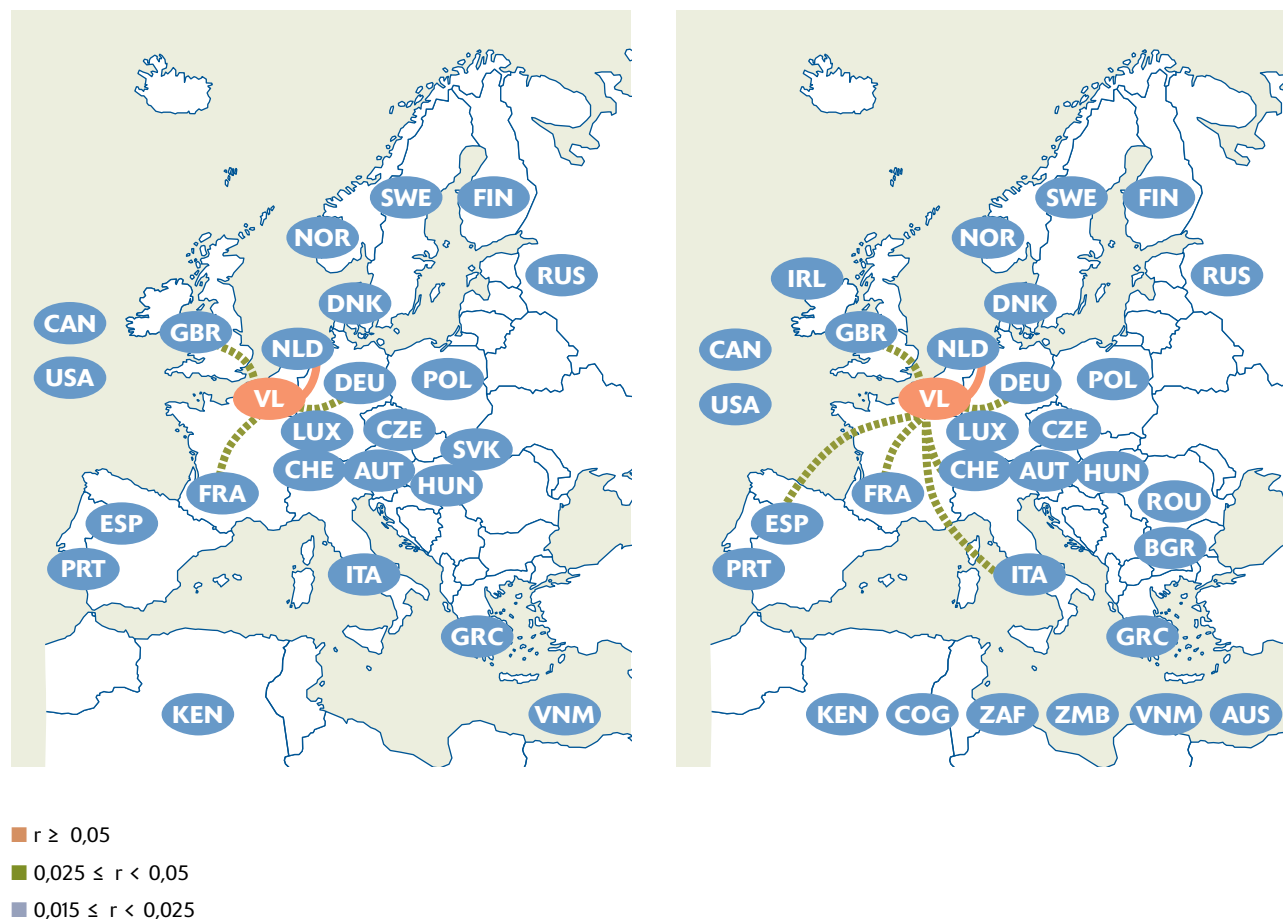 SWE FIN
NOR
RUS
DNK
CAN
GBR
NLD
USA
DEU
POL
VL
LUX
CZE
SVK
CHE
AUT
HUN
FRA
ESP
PRT
ITA
GRC
KEN
VNM
SWE FIN
NOR
IRL
RUS
DNK
GBR
NLD
CAN
DEU
POL
VL
USA
LUX
CZE
CHE
AUT
HUN
FRA
ROU
ESP
BGR
PRT
ITA
GRC
KEN COG ZAF ZMB VNM AUS
r ≥ 0,05
0,025 ≤ r < 0,05
0,015 ≤ r < 0,025